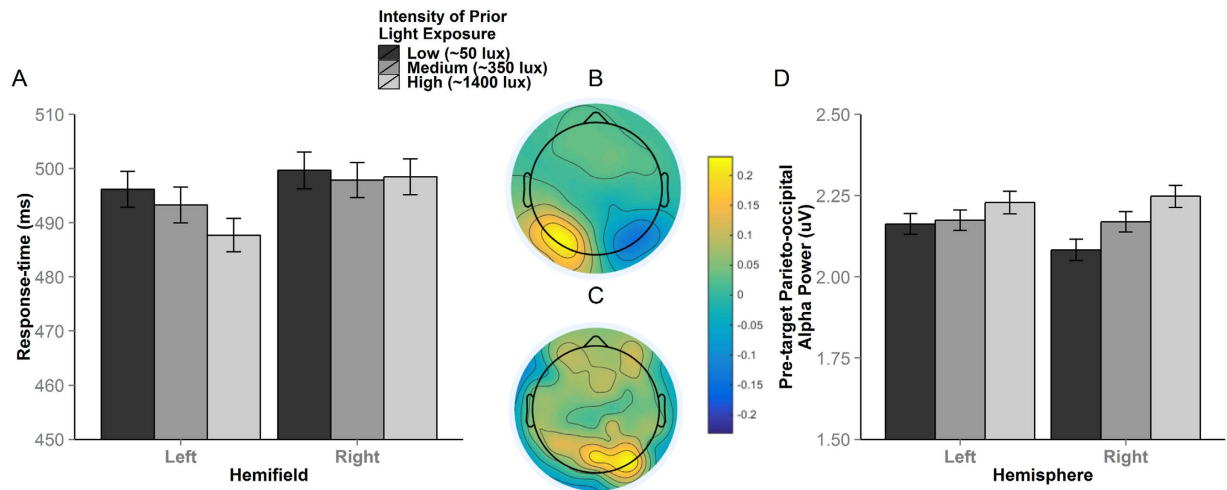 Intensity of Prior
Light Exposure
Low (~50 lux)
Medium (~350 lux)
High (~1400 lux)
A
Response-time (ms)
510
500
490
480
470
460
450
Left
Right
Hemifield
B
C
0.2
0.15
0.1
0.05
0
-0.05
-0.1
-0.15
-0.2
D
Pre-target Parieto-occipital
Alpha Power (uV)
2.50
2.25
2.00
1.75
1.50
Left
Right
Hemisphere